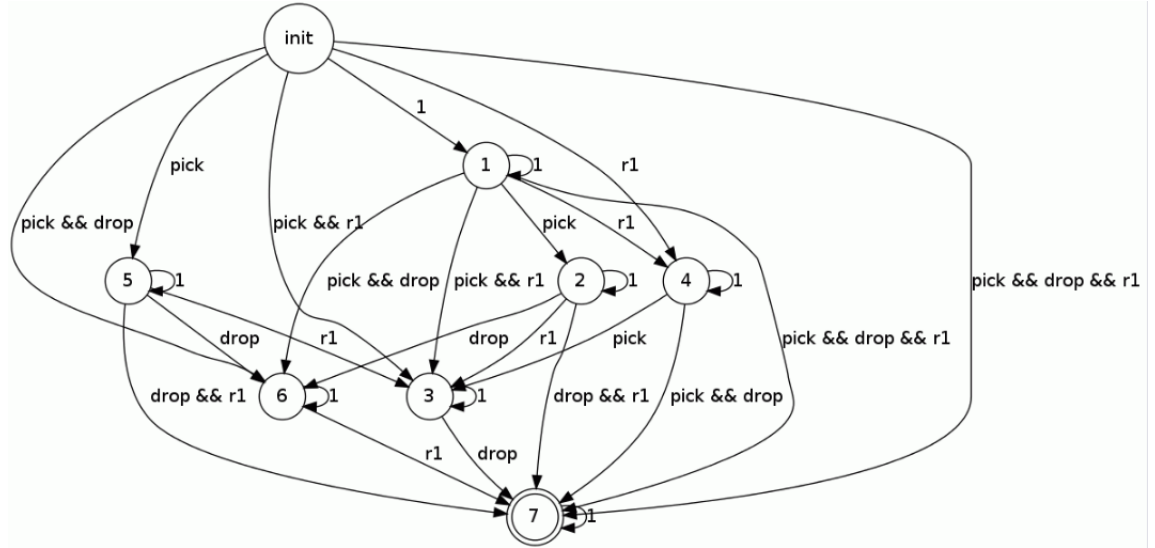 init
1
pick
r1
1
1
pick && drop
pick && r1
pick
r1
5
1
pick && drop
pick && r1
2
1
4
1
pick && drop && r1
drop
r1
drop
r1
pick
pick && drop && r1
drop && r1
6
1
3
1
drop && r1
pick && drop
r1
drop
7
1